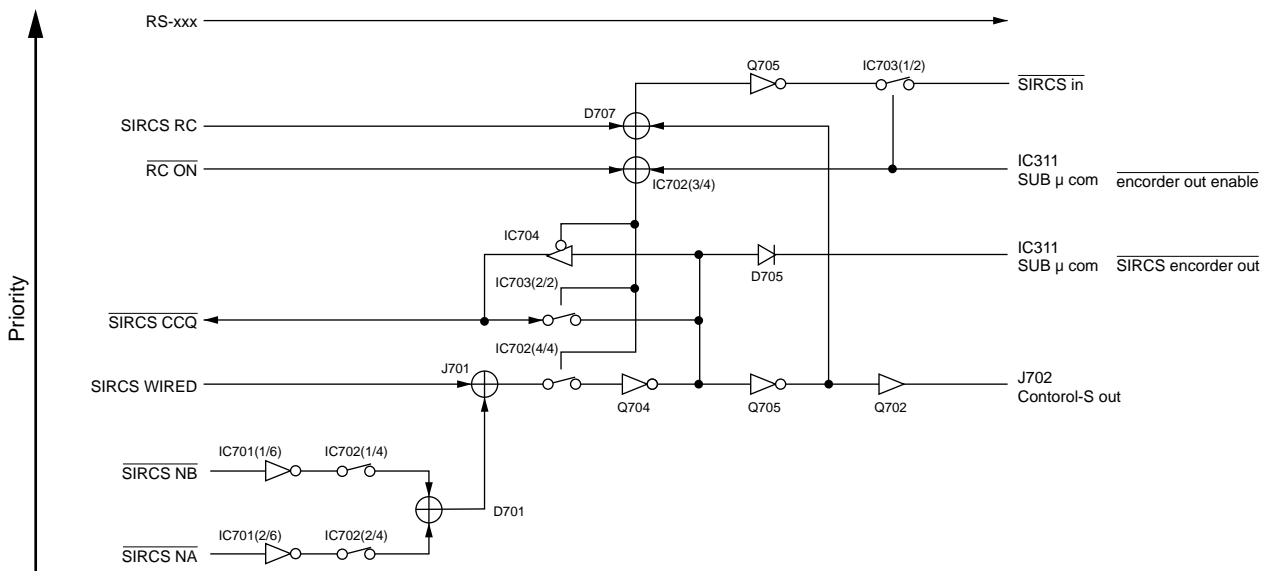 RS-xxx
Q705
IC703(1/2)
SIRCS in
D707
SIRCS RC
RC ON
IC702(3/4)
IC311
SUB µ com encorder out enable
IC704
IC311
SUB µ com SIRCS encorder out
D705
IC703(2/2)
Priority
SIRCS CCQ
IC702(4/4)
J701
SIRCS WIRED
J702
Contorol-S out
Q704
Q705
Q702
IC701(1/6)
IC702(1/4)
SIRCS NB
D701
IC701(2/6)
IC702(2/4)
SIRCS NA